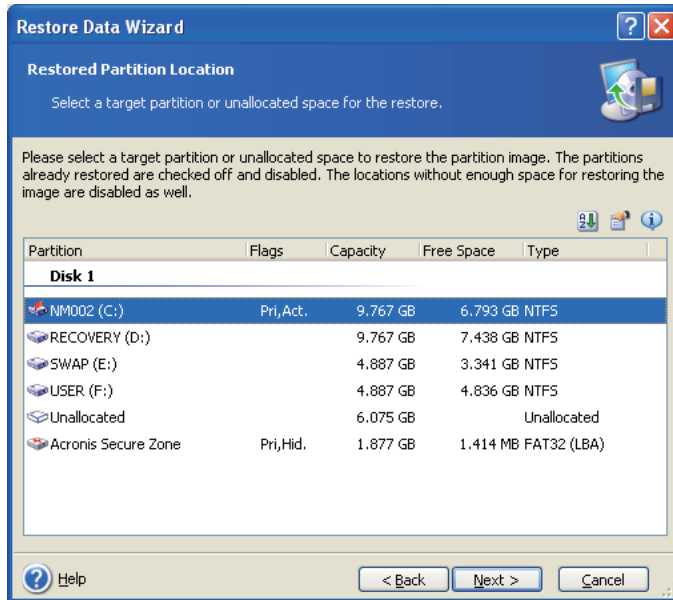 Restore Data Wizard
Restored Partition Location
Select a target partition or unallocated space for the restore.
Please select a target partition or unallocated space to restore the partition image. The partitions
already restored are checked off and disabled. The locations without enough space for restoring the
image are disabled as well.
Partition Flags Capacity Free Space Type
Disk 1
NM002 (C:) Pri,Act. 9.767 GB 6.793 GB NTFS
RECOVERY (D:) 9.767 GB 7.438 GB NTFS
SWAP (E:) 4.887 GB 3.341 GB NTFS
USER (F:) 4.887 GB 4.836 GB NTFS
Unallocated 6.075 GB Unallocated
Acronis Secure Zone Pri,Hid. 1.877 GB 1.414 MB FAT32 (LBA)
Help < Back Next > Cancel